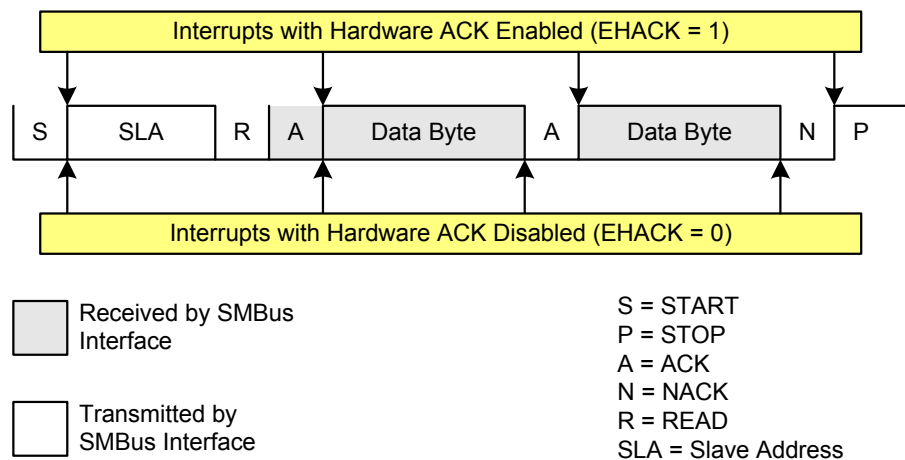 Interrupts with Hardware ACK Enabled (EHACK = 1)
S SLA R A Data Byte A Data Byte N P
Interrupts with Hardware ACK Disabled (EHACK = 0)
Received by SMBus
Interface
Transmitted by
SMBus Interface
S = START
P = STOP
A = ACK
N = NACK
R = READ
SLA = Slave Address